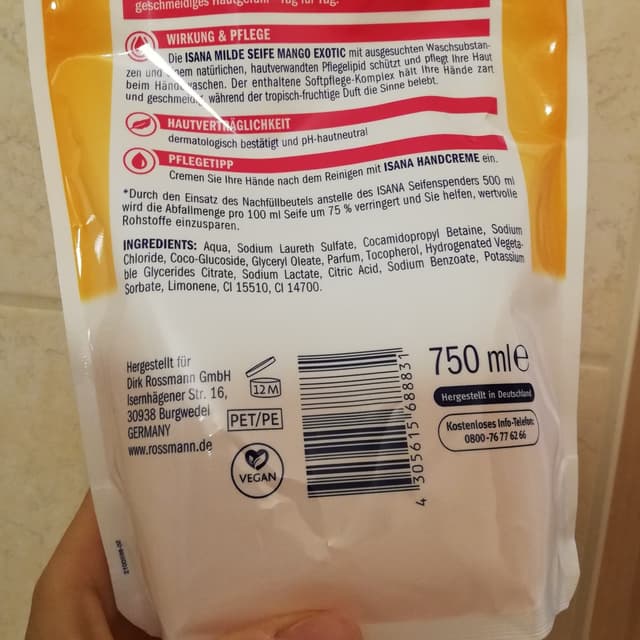 geschmeidiges Hautgefühl - Tag für Tag.
WIRKUNG & PFLEGE
Die ISANA MILDE SEIFE MANGO EXOTIC mit ausgesuchten Waschsubstan-
zen und einem natürlichen, hautverwandten Pflegelipid schützt und pflegt Ihre Haut
beim Händewaschen. Der enthaltene Softpflege-Komplex hält Ihre Hände zart
und geschmeidig, während der tropisch-fruchtige Duft die Sinne belebt.
HAUTVERTRÄGLICHKEIT
dermatologisch bestätigt und pH-hautneutral
PFLEGETIPP
Cremen Sie Ihre Hände nach dem Reinigen mit ISANA HANDCREME ein.
*Durch den Einsatz des Nachfüllbeutels anstelle des ISANA Seifenspenders 500 ml
wird die Abfallmenge pro 100 ml Seife um 75 % verringert und Sie helfen, wertvolle
Rohstoffe einzusparen.
INGREDIENTS: Aqua, Sodium Laureth Sulfate, Cocamidopropyl Betaine, Sodium
Chloride, Coco-Glucoside, Glyceryl Oleate, Parfum, Tocopherol, Hydrogenated Vegeta-
ble Glycerides Citrate, Sodium Lactate, Citric Acid, Sodium Benzoate, Potassium
Sorbate, Limonene, CI 15510, CI 14700.
Hergestellt für
Dirk Rossmann GmbH
Isernhägener Str. 16,
30938 Burgwedel
GERMANY
www.rossmann.de
12 M
PET/PE
VEGAN
4 305615 688831
750 ml e
Hergestellt in Deutschland
Kostenloses Info-Telefon:
0800-76 77 62 66